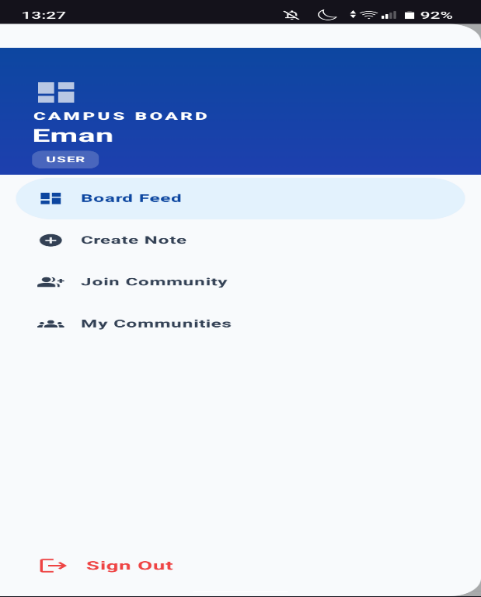 13:27
92%
CAMPUS BOARD
Eman
USER
Board Feed
Create Note
Join Community
My Communities
Sign Out